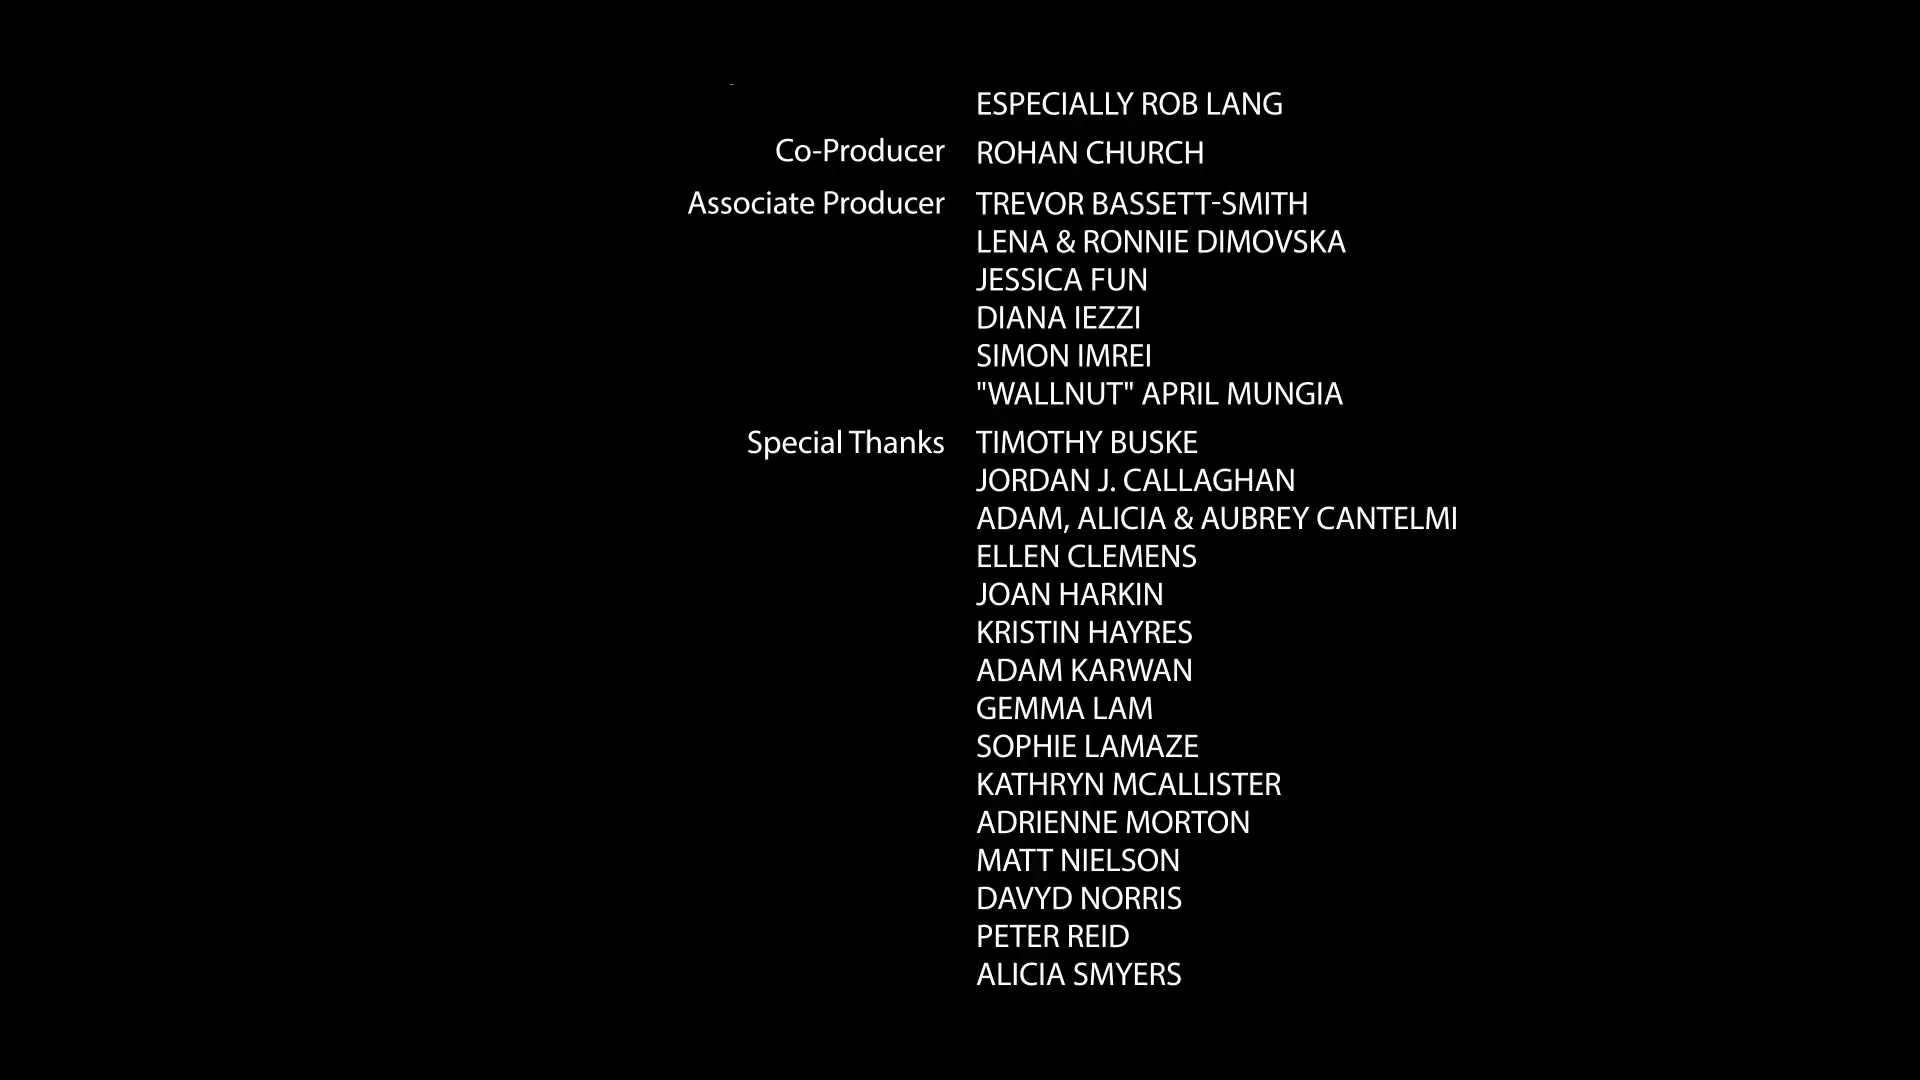 ESPECIALLY ROB LANG
Co-Producer ROHAN CHURCH
Associate Producer TREVOR BASSETT-SMITH
LENA & RONNIE DIMOVSKA
JESSICA FUN
DIANA IEZZI
SIMON IMREI
"WALLNUT" APRIL MUNGIA
Special Thanks TIMOTHY BUSKE
JORDAN J. CALLAGHAN
ADAM, ALICIA & AUBREY CANTELMI
ELLEN CLEMENS
JOAN HARKIN
KRISTIN HAYRES
ADAM KARWAN
GEMMA LAM
SOPHIE LAMAZE
KATHRYN MCALLISTER
ADRIENNE MORTON
MATT NIELSON
DAVYD NORRIS
PETER REID
ALICIA SMYERS